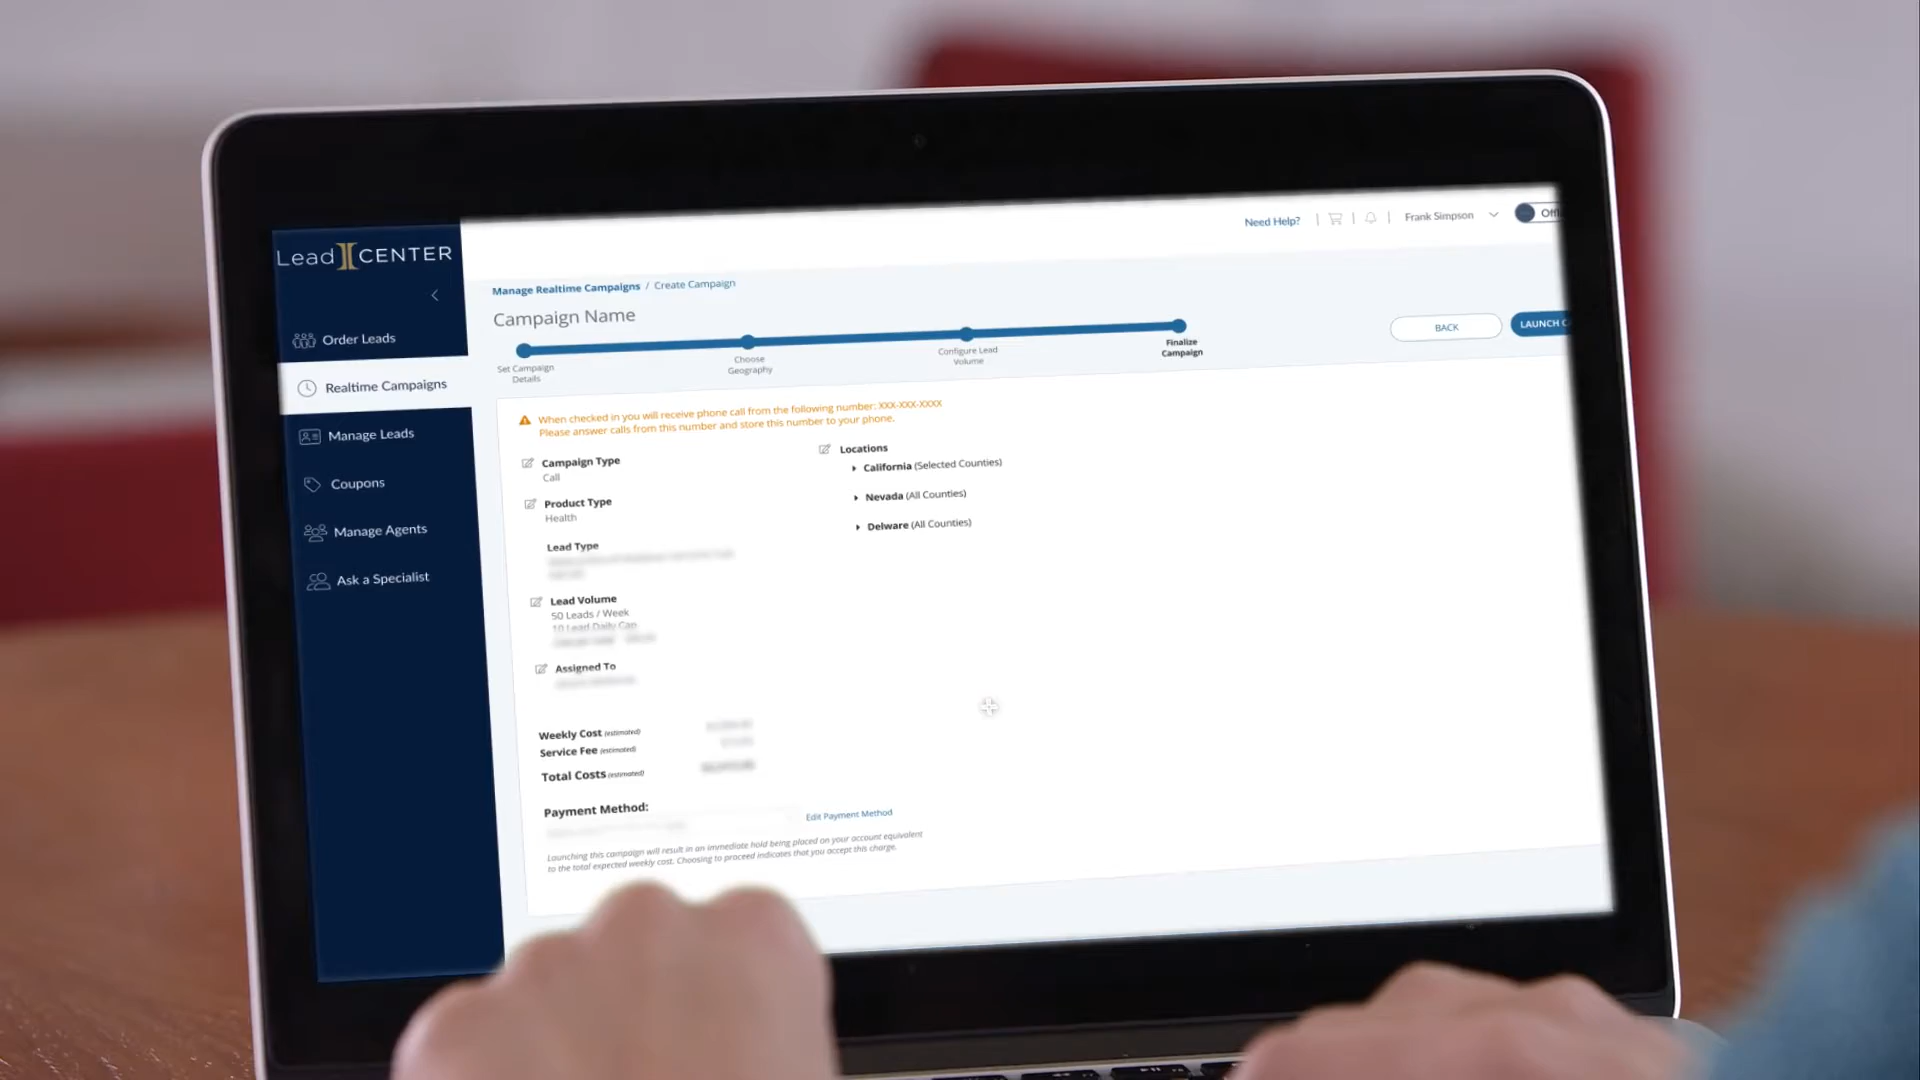 Lead CENTER
Need Help?
Frank Simpson
Manage Realtime Campaigns / Create Campaign
Campaign Name
BACK
LAUNCH
Set Campaign
Details
Choose
Geography
Configure Lead
Volume
Finalize
Campaign
Order Leads
Realtime Campaigns
Manage Leads
Coupons
Manage Agents
Ask a Specialist
When checked in you will receive phone call from the following number: XXX-XXX-XXXX
Please answer calls from this number and store this number to your phone.
Campaign Type
Call
Product Type
Health
Lead Type
Lead Volume
50 Leads / Week
10 Lead Daily Cap
Assigned To
Locations
California (Selected Counties)
Nevada (All Counties)
Delware (All Counties)
Weekly Cost (estimated)
Service Fee (estimated)
Total Costs (estimated)
Payment Method:
Edit Payment Method
Launching this campaign will result in an immediate hold being placed on your account equivalent
to the total expected weekly cost. Choosing to proceed indicates that you accept this charge.